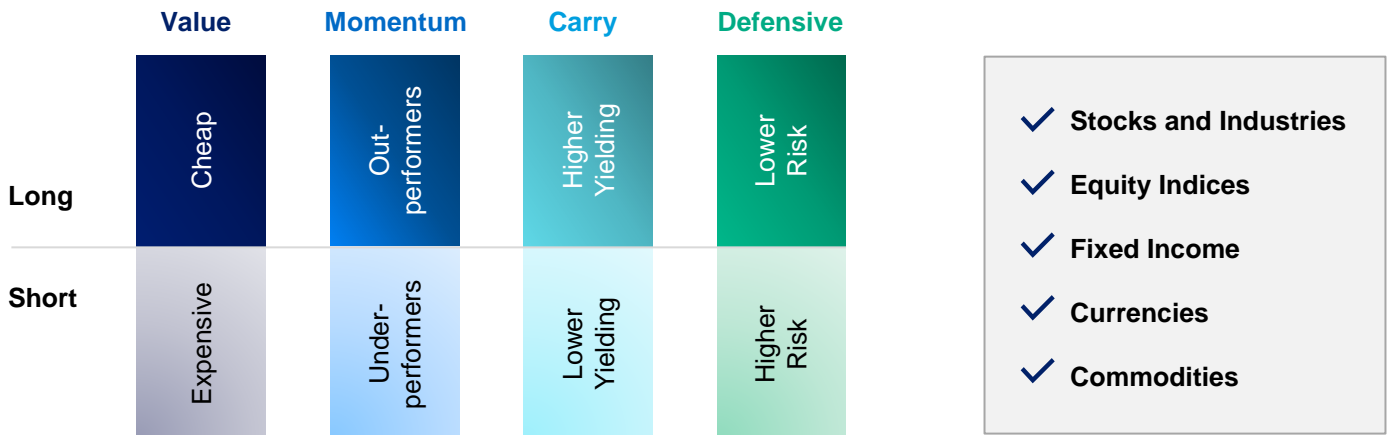 Value
Momentum
Carry
Defensive
Long
Cheap
Out-
performers
Higher
Yielding
Lower
Risk
Short
Expensive
Under-
performers
Lower
Yielding
Higher
Risk
Stocks and Industries
Equity Indices
Fixed Income
Currencies
Commodities